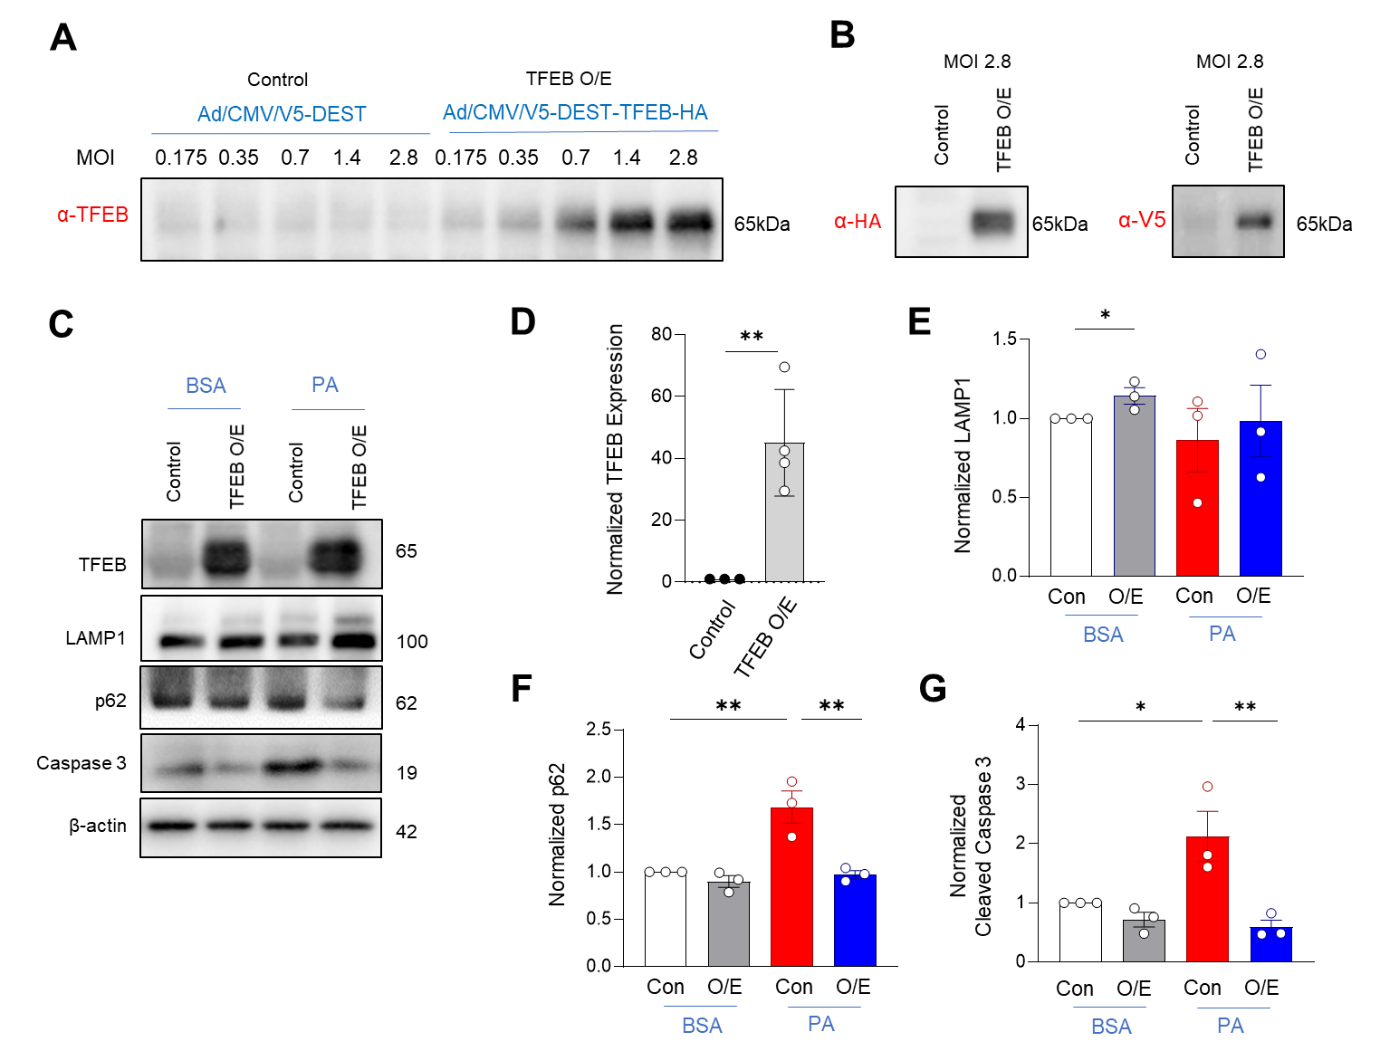 A
Control
TFEB O/E
Ad/CMV/V5-DEST
Ad/CMV/V5-DEST-TFEB-HA
MOI 0.175 0.35 0.7 1.4 2.8 0.175 0.35 0.7 1.4 2.8
α-TFEB
65kDa
B
MOI 2.8
Control
TFEB O/E
α-HA
65kDa
MOI 2.8
Control
TFEB O/E
α-V5
65kDa
C
BSA
PA
Control
TFEB O/E
Control
TFEB O/E
TFEB
65
LAMP1
100
p62
62
Caspase 3
19
β-actin
42
D
Normalized TFEB Expression
80
60
40
20
0
**
Control
TFEB O/E
E
Normalized LAMP1
1.5
1.0
0.5
0.0
*
Con O/E Con O/E
BSA PA
F
Normalized p62
2.5
2.0
1.5
1.0
0.5
0.0
** **
Con O/E Con O/E
BSA PA
G
Normalized
Cleaved Caspase 3
4
3
2
1
0
* **
Con O/E Con O/E
BSA PA